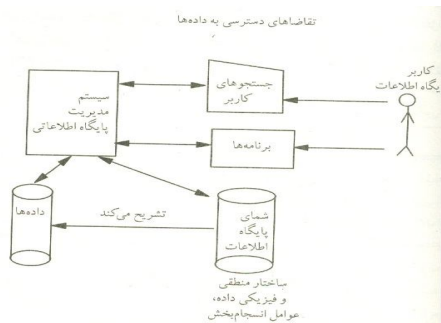 تقاضاهای دسترسی به داده‌ها
کاربر
پگاه اطلاعات
جستجوهای
کاربر
سیستم
مدیریت
پایگاه اطلاعاتی
برنامه‌ها
داده‌ها
تشریح می‌کند
شمای
پایگاه
اطلاعات
ساختار منطقی
و فیزیکی داده،
عوامل انسجام‌بخش